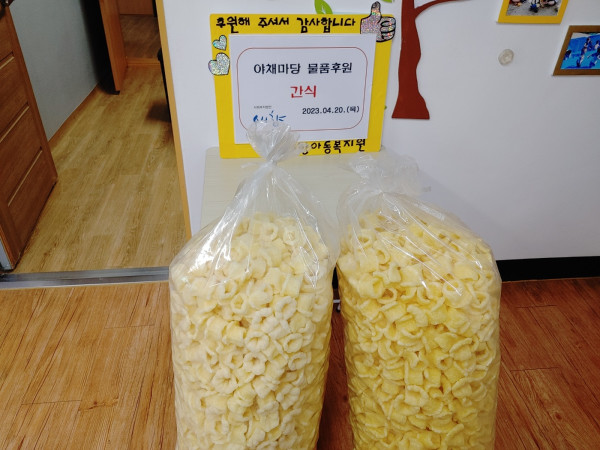 후원해 주셔서 감사합니다
야채마당 물품후원
간식
2023.04.20.(목)
아동복지원